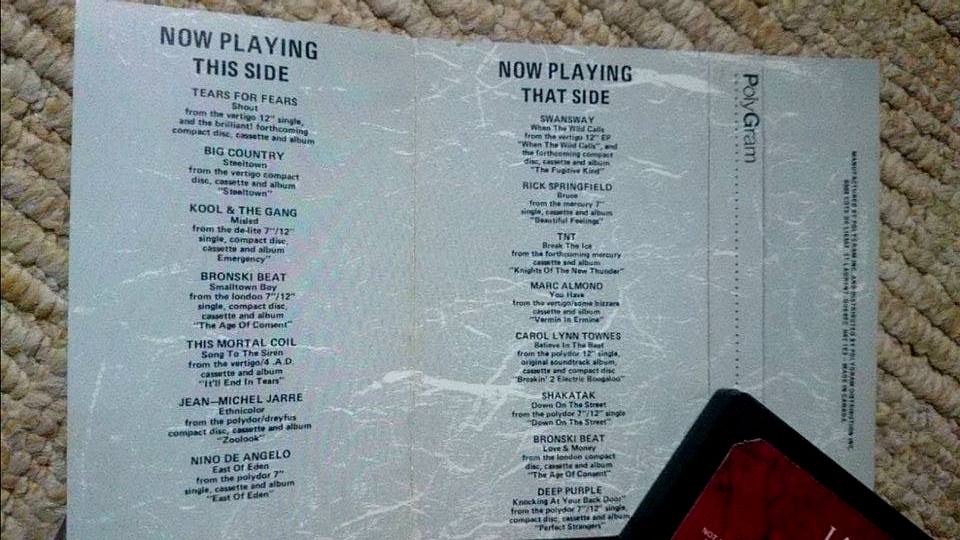 NOW PLAYING
THIS SIDE
TEARS FOR FEARS
Shout
from the vertigo 12" single,
and the brilliant! forthcoming
compact disc, cassette and album
BIG COUNTRY
Steeltown
from the vertigo compact
disc, cassette and album
"Steeltown"
KOOL & THE GANG
Misled
from the de-lite 7"/12"
single, compact disc,
cassette and album
Emergency"
BRONSKI BEAT
Smalltown Boy
from the london 7"/12"
single, compact disc,
cassette and album
"The Age Of Consent"
THIS MORTAL COIL
Song To The Siren
from the vertigo/4 .A.D.
cassette and album
"It'll End In Tears"
JEAN-MICHEL JARRE
Ethnicolor
from the polydor/dreyfus
compact disc, cassette and album
"Zoolook"
NINO DE ANGELO
East Of Eden
from the polydor 7"
single, cassette and album
"East Of Eden"
NOW PLAYING
THAT SIDE
SWANSWAY
When The Wild Calls
from the vertigo 12" EP
"When The Wild Calls", and
the forthcoming compact
disc, cassette and album
"The Fugitive Kind"
RICK SPRINGFIELD
Bruce
from the mercury 7"
single, cassette and album
"Beautiful Feelings"
TNT
Break The Ice
from the forthcoming mercury
cassette and album
"Knights Of The New Thunder"
MARC ALMOND
You Have
from the vertigo/some bizzare
cassette and album
"Vermin In Ermine"
CAROL LYNN TOWNES
Believe In The Beat
from the polydor 12" single,
original soundtrack album,
cassette and compact disc
"Breakin' 2 Electric Boogaloo"
SHAKATAK
Down On The Street
from the polydor 7"/12" single
"Down On The Street"
BRONSKI BEAT
Love & Money
from the london compact
disc, cassette and album
"The Age Of Consent"
DEEP PURPLE
Knocking At Your Back Door"
from the polydor 7"/12" single,
compact disc, cassette and album
"Perfect Strangers"
PolyGram
MANUFACTURED BY POLYGRAM INC. AND DISTRIBUTED BY POLYGRAM DISTRIBUTION INC.
MADE IN CANADA
NOT